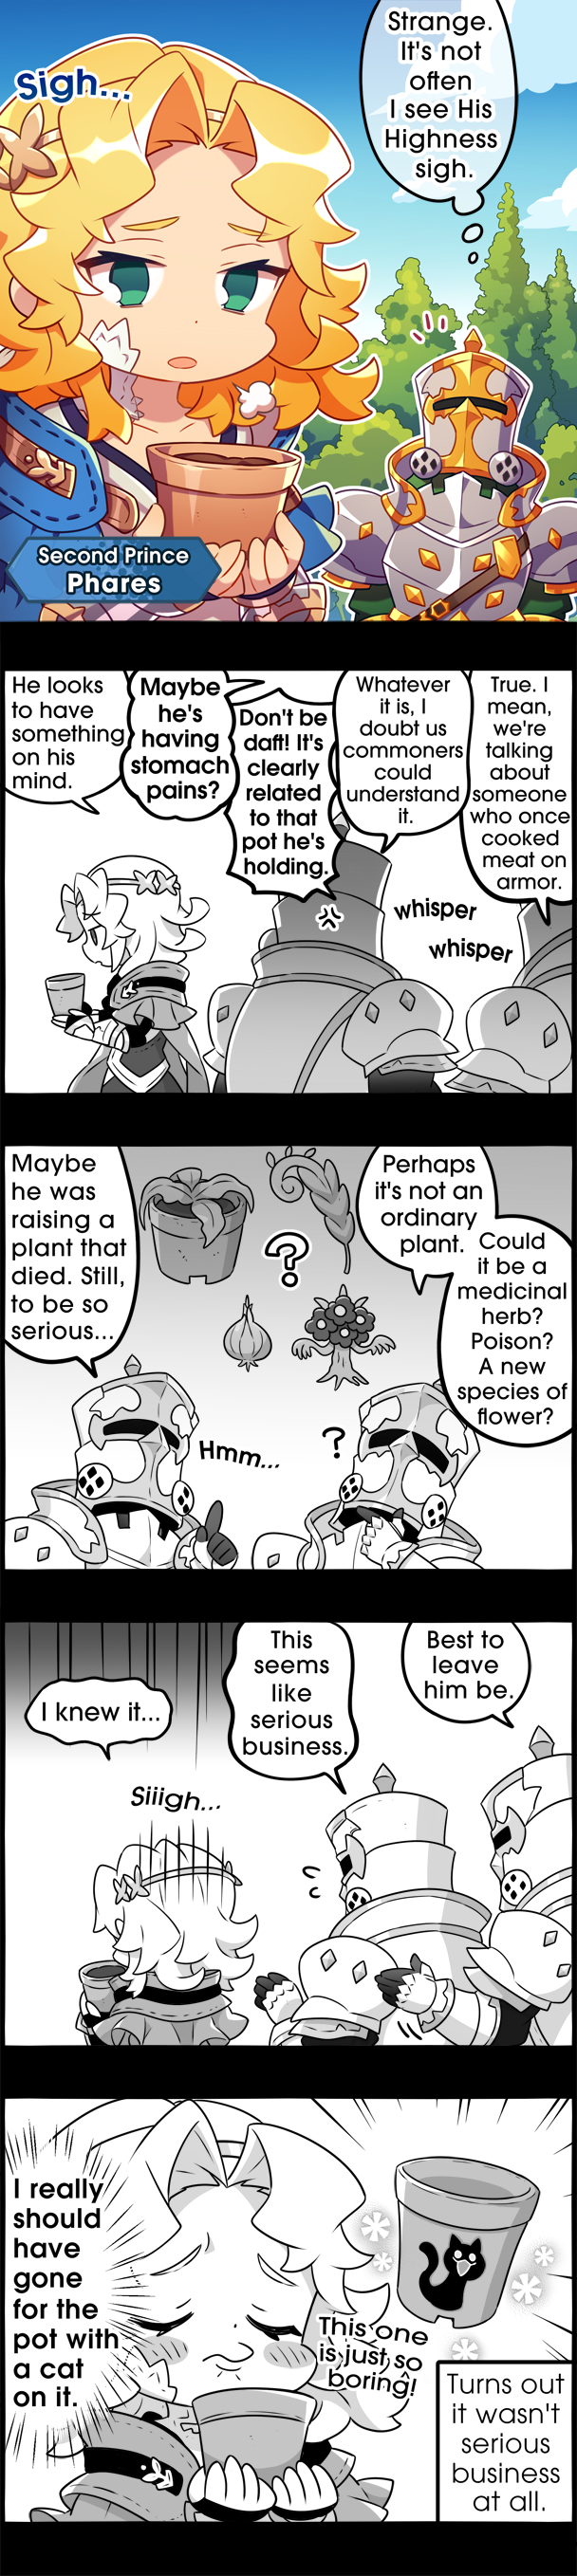 Sigh...
Strange.
It's not
often
I see His
Highness
sigh.
Second Prince
Phares
He looks
to have
something
on his
mind.
Maybe
he's
having
stomach
pains?
Don't be
daft! It's
clearly
related
to that
pot he's
holding.
Whatever
it is, I
doubt us
commoners
could
understand
it.
True. I
mean,
we're
talking
about
someone
who once
cooked
meat on
armor.
whisper
whisper
Maybe
he was
raising a
plant that
died. Still,
to be so
serious...
?
Perhaps
it's not an
ordinary
plant.
Could
it be a
medicinal
herb?
Poison?
A new
species of
flower?
Hmm...
?
I knew it...
Siiigh...
This
seems
like
serious
business.
Best to
leave
him be.
I really
should
have
gone
for the
pot with
a cat
on it.
This one
is just so
boring!
Turns out
it wasn't
serious
business
at all.